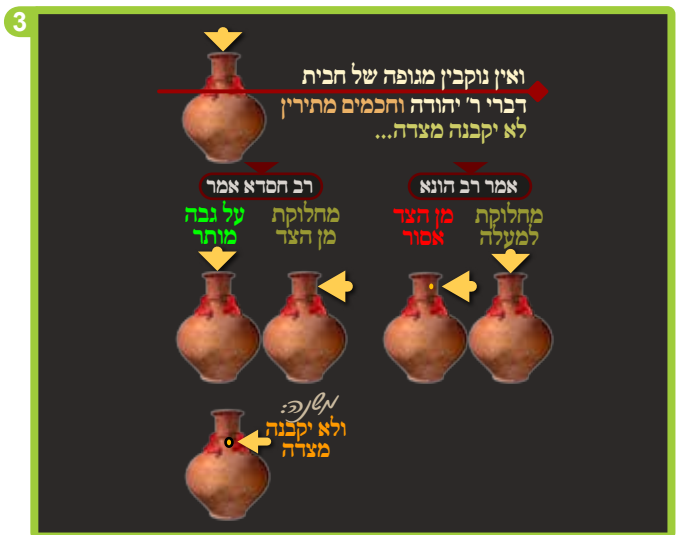 3
ואין נוקבין מגופה של חבית
דברי ר' יהודה וחכמים מתירין
לא יקבנה מצדה...
אמר רב הונא
מחלוקת
למעלה
מן הצד
אסור
רב חסדא אמר
מחלוקת
מן הצד
על גבה
מותר
משנה:
ולא יקבנה
מצדה